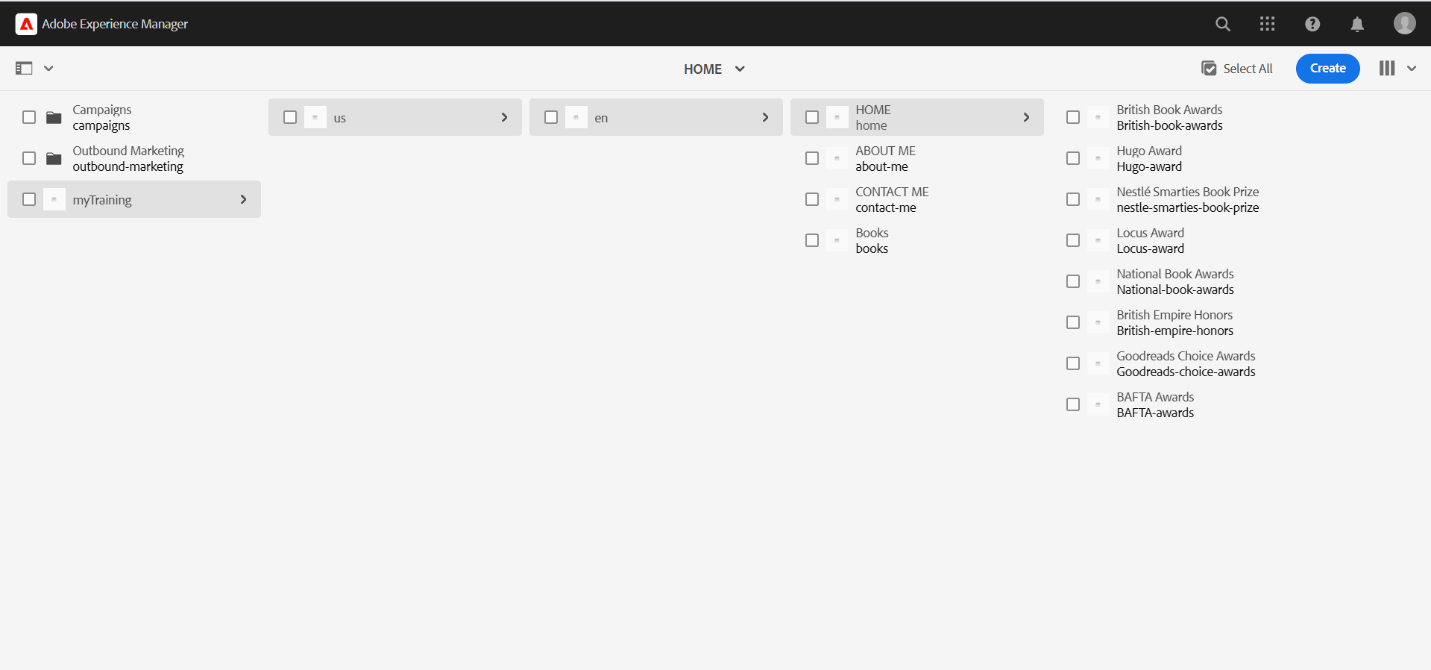 Adobe Experience Manager
HOME
Select All
Create
Campaigns
campaigns
Outbound Marketing
outbound-marketing
myTraining
us
en
HOME
home
ABOUT ME
about-me
CONTACT ME
contact-me
Books
books
British Book Awards
British-book-awards
Hugo Award
Hugo-award
Nestlé Smarties Book Prize
nestle-smarties-book-prize
Locus Award
Locus-award
National Book Awards
National-book-awards
British Empire Honors
British-empire-honors
Goodreads Choice Awards
Goodreads-choice-awards
BAFTA Awards
BAFTA-awards